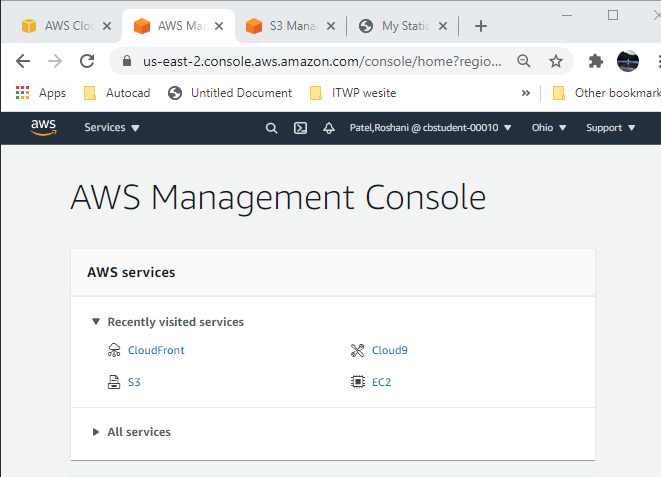 AWS Clou
AWS Ma
S3 Mana
My Stati
us-east-2.console.aws.amazon.com/console/home?regio...
Apps
Autocad
Untitled Document
ITWP wesite
»
Other bookmark
aws
Services
Patel,Roshani @ cbstudent-00010
Ohio
Support
AWS Management Console
AWS services
Recently visited services
CloudFront
Cloud9
S3
EC2
All services